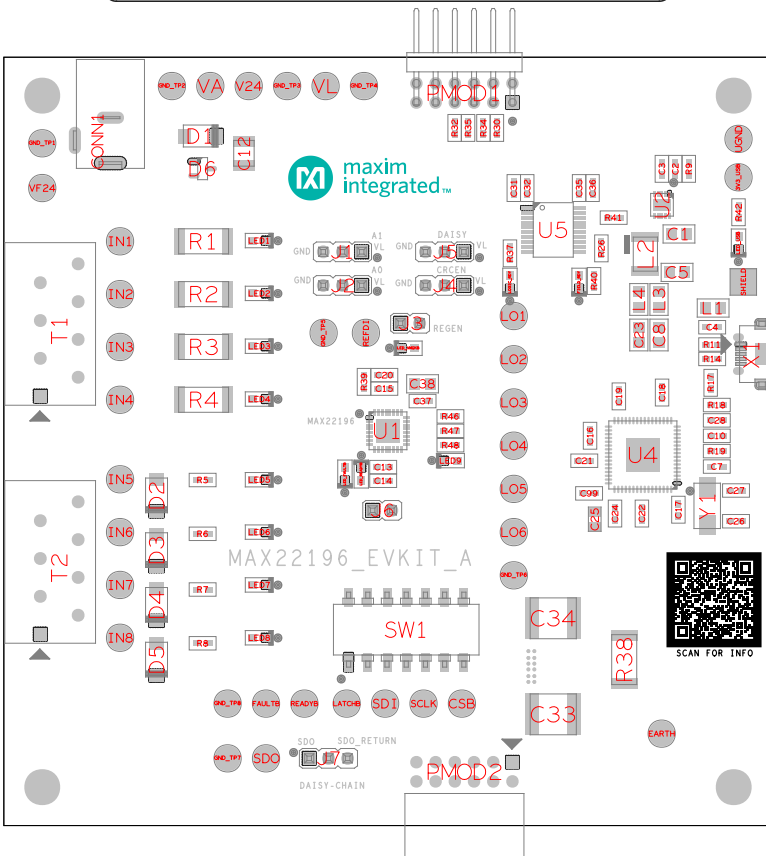 PMOD1
GND_TP2 VA V24 GND_TP3 VL GND_TP4
CONN1
GND_TP1
VF24
D1
D6
C12
R32 R35 R34 R30
UGND
3V3_USB
maxim
integrated™
C31 C32
C35 C36
C3 C2 R9
U2
U5
R41
R42
IN1 R1 LED1
A1
GND J1 VL
DAISY
GND J5 VL
R37
R26
L2
C1
C5
A0
GND J2 VL
CRCEN
GND J4 VL
R40
SHIELD
IN2 R2 LED2
T1
GND_TP5 REFDI
REGEN
LO1
L4 L3
L1
C4
C23 C8
R11
R14
X1
IN3 R3 LED3
LO2
R39 C20
C15
C38
C37
R17
IN4 R4 LED4
LO3
C19
C18
R18
C28
C10
R19
C7
MAX22196
U1
R46
R47
R48
LED9
LO4
C16
C21
U4
C13
C14
IN5 D2 R5 LED5
LO5
C99
C25 C24 C22 C17
Y1
C27
C26
J6
T2
IN6 D3 R6 LED6
LO6
MAX22196_EVKIT_A
IN7 D4 R7 LED7
GND_TP6
SW1
C34
IN8 D5 R8 LED8
R38
SCAN FOR INFO
GND_TP8 FAULTB READYB LATCHB SDI SCLK CSB
C33
EARTH
GND_TP7 SDO
SDO SDO_RETURN
J7
DAISY-CHAIN
PMOD2